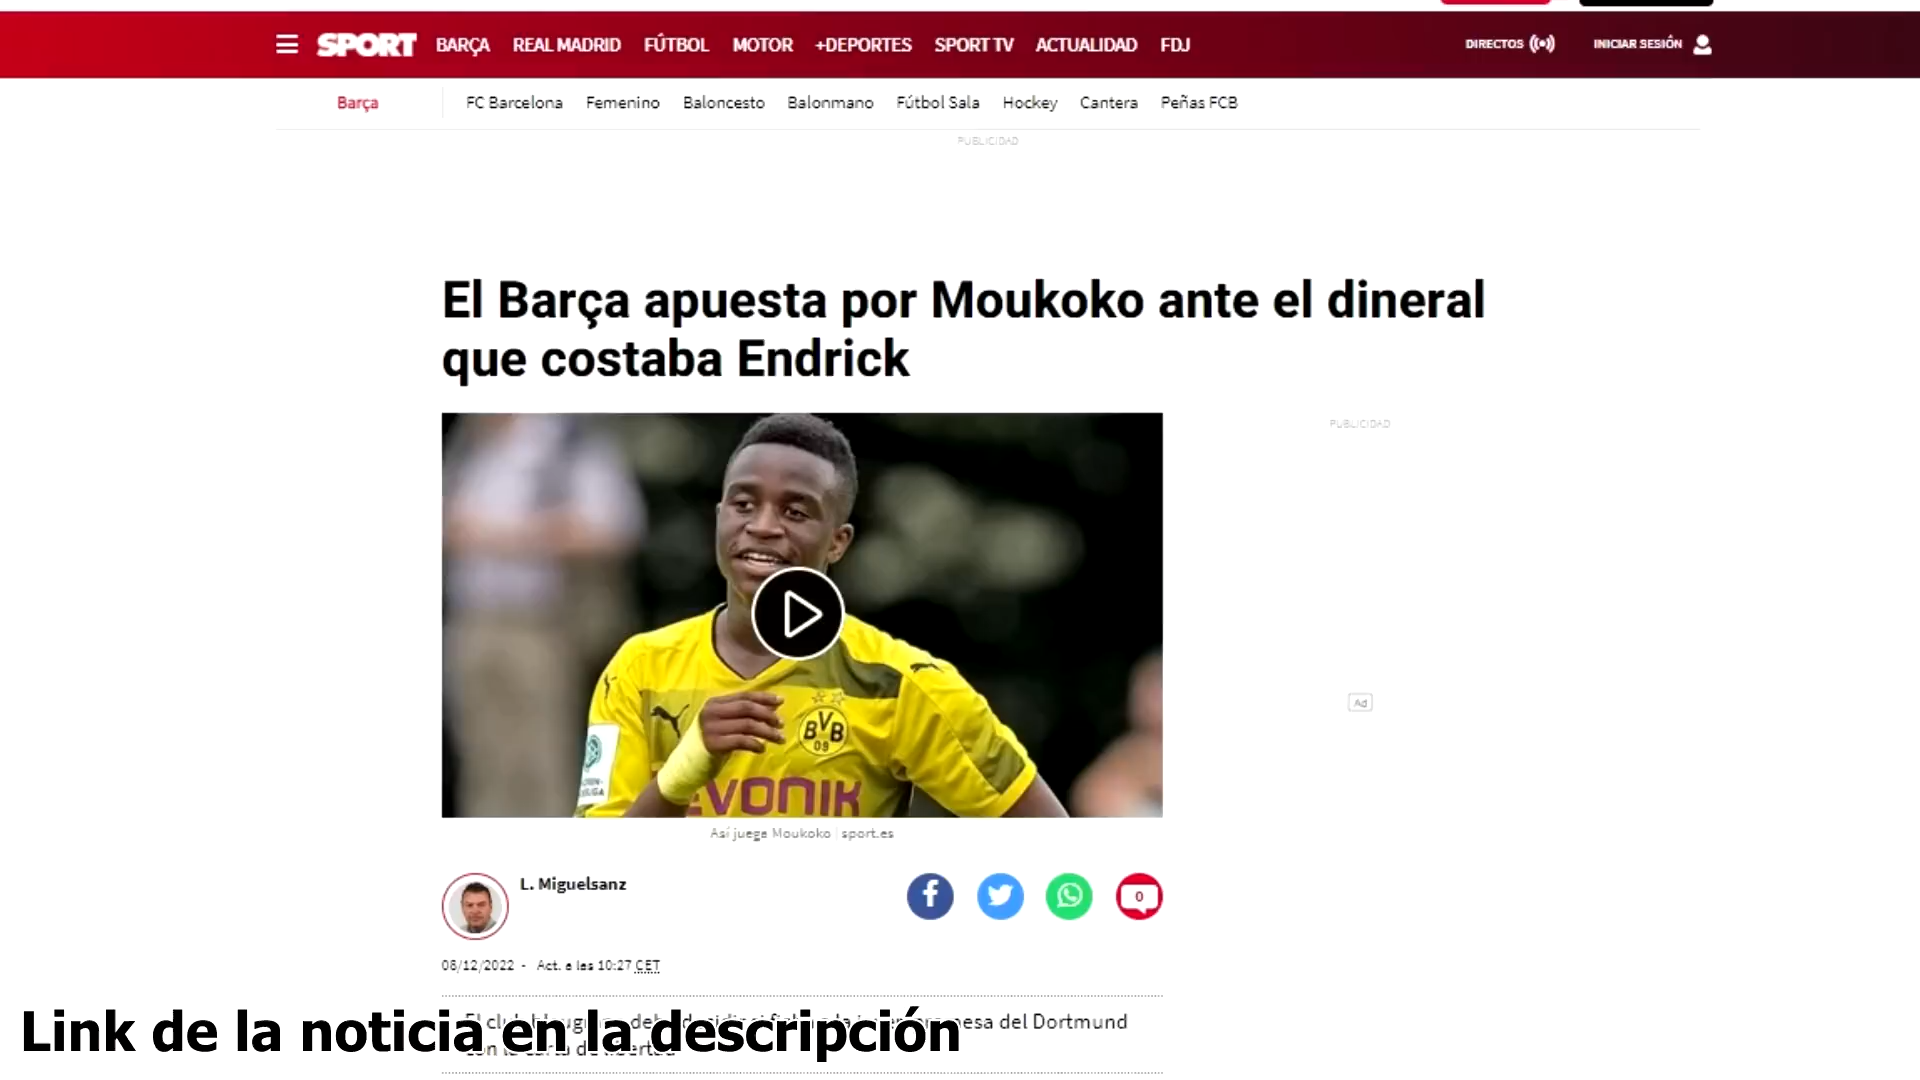 SPORT BARÇA REAL MADRID FÚTBOL MOTOR +DEPORTES SPORT TV ACTUALIDAD FDJ DIRECTOS INICIAR SESIÓN
Barça FC Barcelona Femenino Baloncesto Balonmano Fútbol Sala Hockey Cantera Peñas FCB
PUBLICIDAD
El Barça apuesta por Moukoko ante el dineral
que costaba Endrick
PUBLICIDAD
Ad
BVB
09
EVONIK
Así juega Moukoko | sport.es
L. Miguelsanz
0
08/12/2022 - Act. a las 10:27 CET
El club del Dortmund
Link de la noticia en la descripción